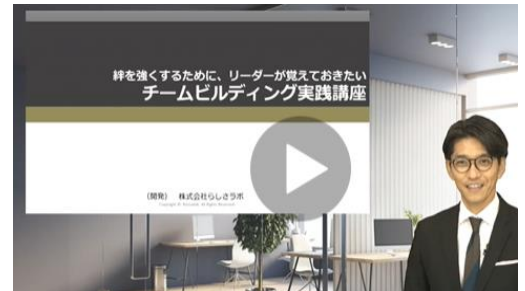 絆を強くするために、リーダーが覚えておきたい
チームビルディング実践講座
(開発) 株式会社らしさラボ